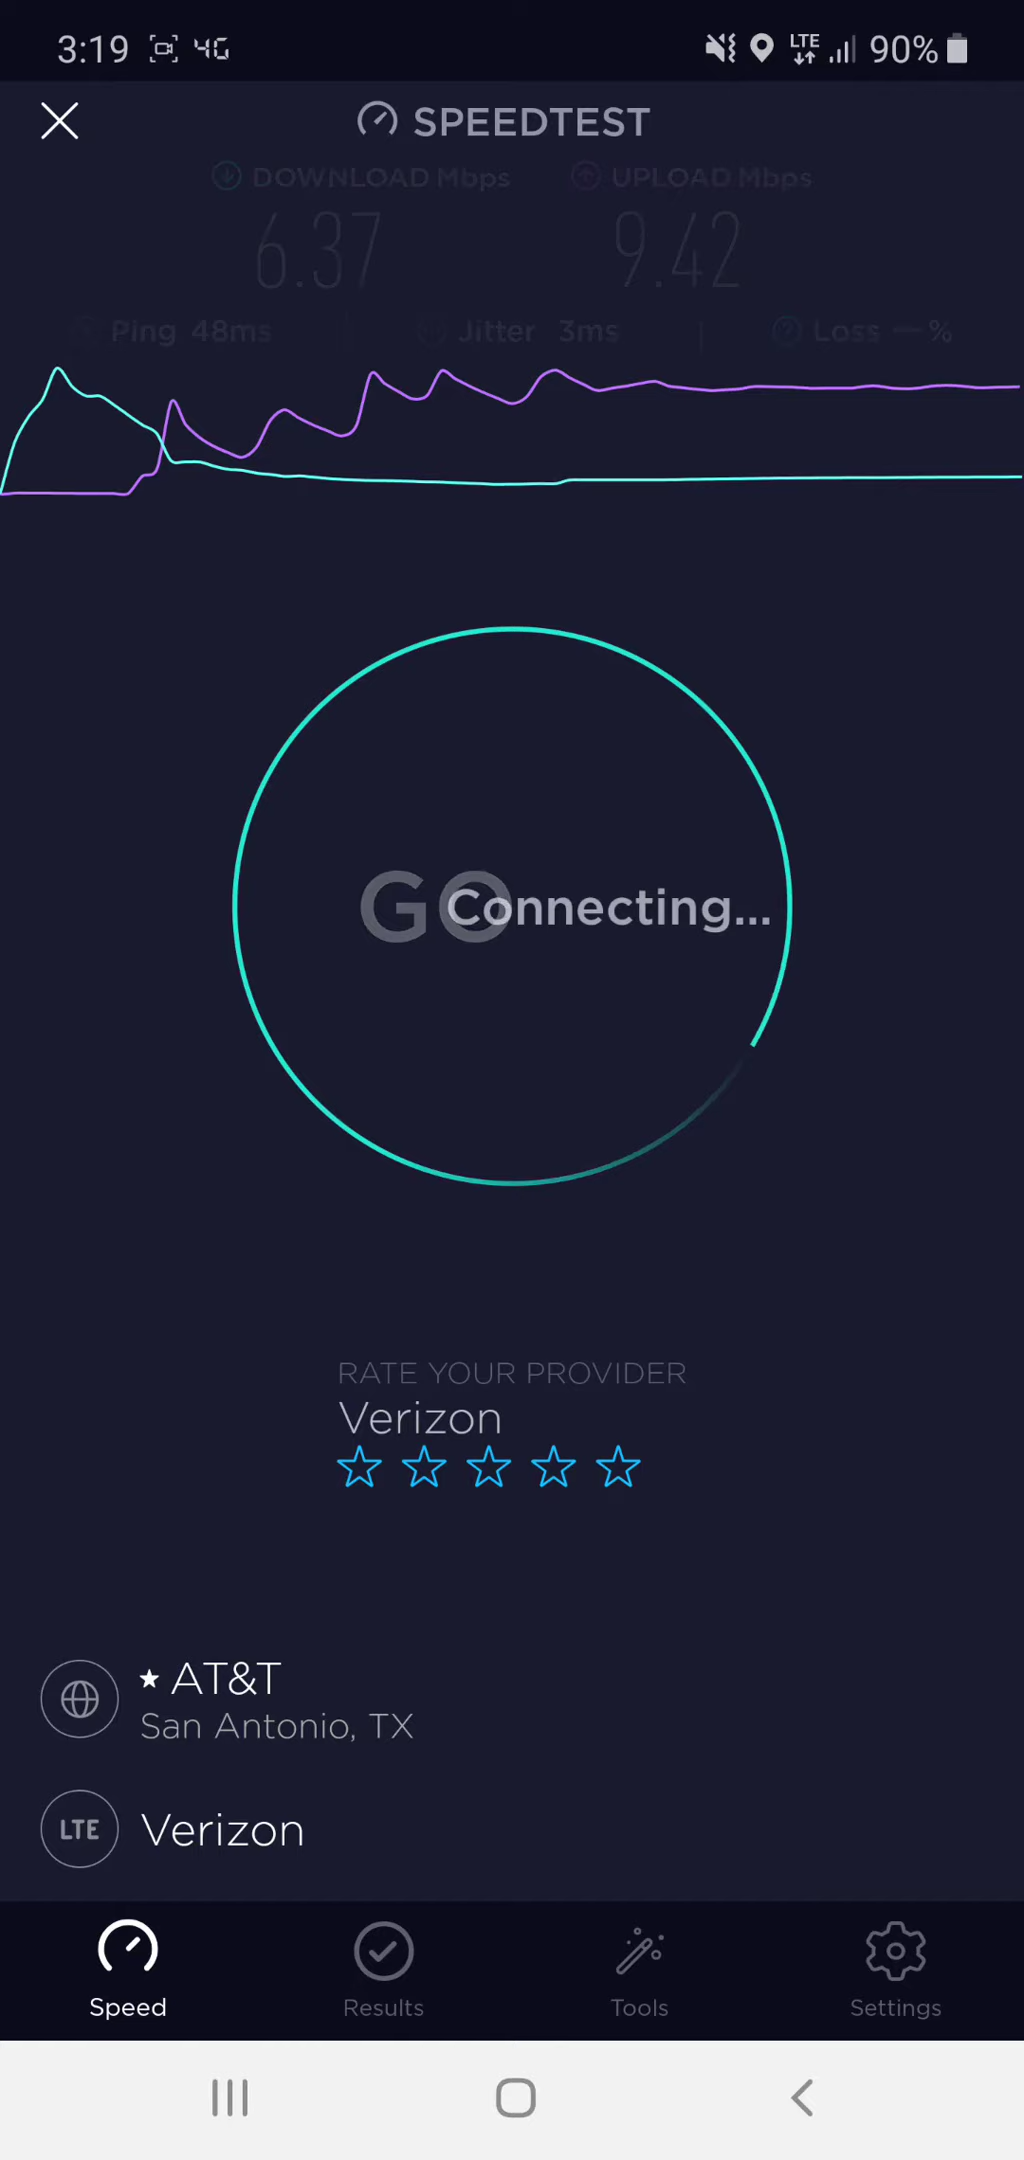 3:19 4G LTE 90%
SPEEDTEST
DOWNLOAD Mbps UPLOAD Mbps
6.37 9.42
Ping 48ms Jitter 3ms Loss — %
GO Connecting...
RATE YOUR PROVIDER
Verizon
AT&T
San Antonio, TX
LTE Verizon
Speed Results Tools Settings